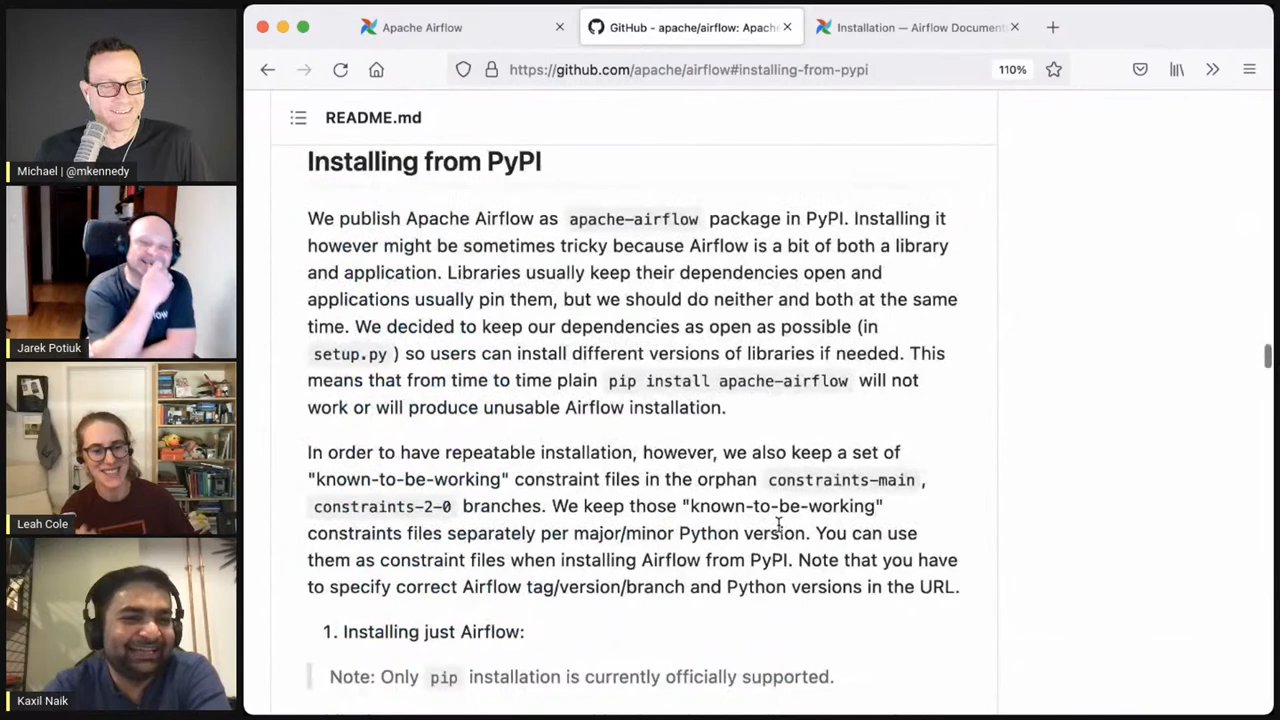 Michael | @mkennedy
Jarek Potiuk
Leah Cole
Kaxil Naik
Apache Airflow
GitHub - apache/airflow: Apache
Installation — Airflow Document
https://github.com/apache/airflow#installing-from-pypi
110%
README.md
Installing from PyPI
We publish Apache Airflow as apache-airflow package in PyPI. Installing it
however might be sometimes tricky because Airflow is a bit of both a library
and application. Libraries usually keep their dependencies open and
applications usually pin them, but we should do neither and both at the same
time. We decided to keep our dependencies as open as possible (in
setup.py ) so users can install different versions of libraries if needed. This
means that from time to time plain pip install apache-airflow will not
work or will produce unusable Airflow installation.
In order to have repeatable installation, however, we also keep a set of
"known-to-be-working" constraint files in the orphan constraints-main ,
constraints-2-0 branches. We keep those "known-to-be-working"
constraints files separately per major/minor Python version. You can use
them as constraint files when installing Airflow from PyPI. Note that you have
to specify correct Airflow tag/version/branch and Python versions in the URL.
1. Installing just Airflow:
Note: Only pip installation is currently officially supported.